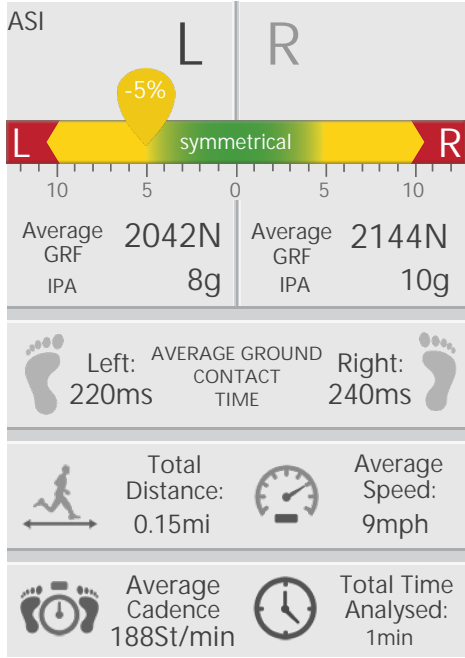 ASI
L R
-5%
L symmetrical R
10 5 0 5 10
Average GRF 2042N
IPA 8g
Average GRF 2144N
IPA 10g
Left: 220ms
AVERAGE GROUND
CONTACT
TIME
Right: 240ms
Total
Distance:
0.15mi
Average
Speed:
9mph
Average
Cadence
188St/min
Total Time
Analysed:
1min